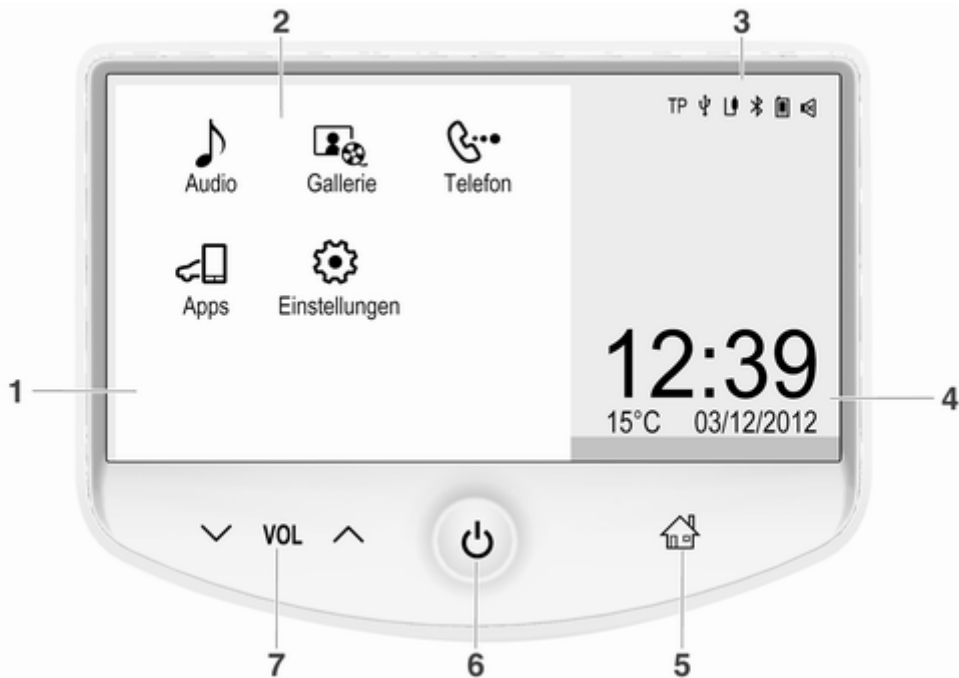 2
3
TP
Audio Gallerie Telefon
Apps Einstellungen
12:39
15°C 03/12/2012
1
4
VOL
7
6
5